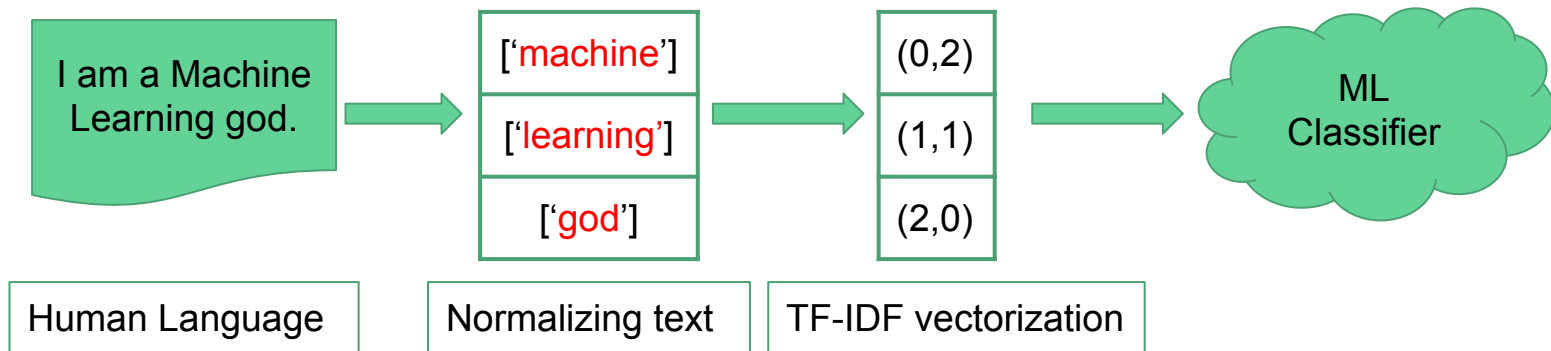 I am a Machine
Learning god.
[‘machine’]
[‘learning’]
[‘god’]
(0,2)
(1,1)
(2,0)
ML
Classifier
Human Language
Normalizing text
TF-IDF vectorization